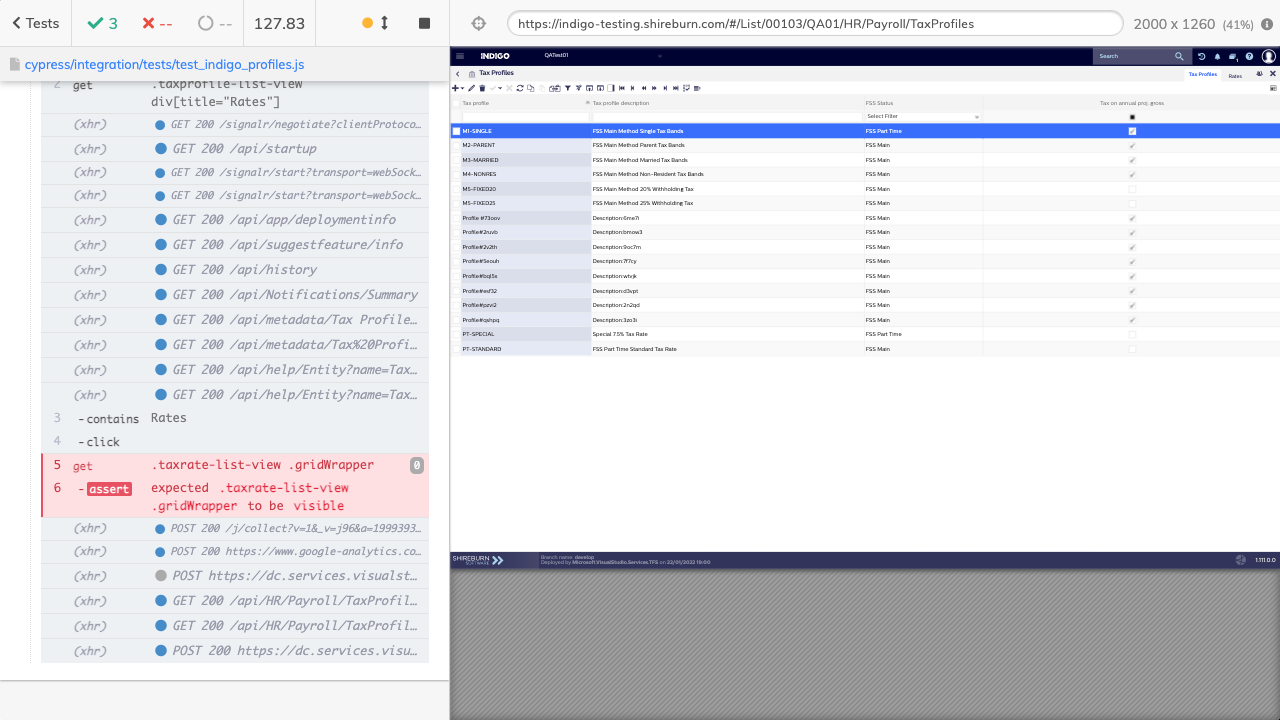 Tests
3
--
--
127.83
https://indigo-testing.shireburn.com/#/List/00103/QA01/HR/Payroll/TaxProfiles
2000 x 1260 (41%)
cypress/integration/tests/test_indigo_profiles.js
2 get .taxprofile-list-view
div[title="Rates"]
(xhr) GET 200 /signalr/negotiate?clientProtoco…
(xhr) GET 200 /api/startup
(xhr) GET 200 /signalr/start?transport=webSock…
(xhr) GET 200 /api/app/deploymentinfo
(xhr) GET 200 /api/suggestfeature/info
(xhr) GET 200 /api/history
(xhr) GET 200 /api/Notifications/Summary
(xhr) GET 200 /api/metadata/Tax Profile…
(xhr) GET 200 /api/metadata/Tax%20Profi…
(xhr) GET 200 /api/help/Entity?name=Tax…
(xhr) GET 200 /api/help/Entity?name=Tax…
3 -contains Rates
4 -click
5 get .taxrate-list-view .gridWrapper 0
6 -assert expected .taxrate-list-view
.gridWrapper to be visible
(xhr) POST 200 /j/collect?v=1&_v=j96&a=1999393…
(xhr) POST 200 https://www.google-analytics.co…
(xhr) POST https://dc.services.visualst…
(xhr) GET 200 /api/HR/Payroll/TaxProfil…
(xhr) GET 200 /api/HR/Payroll/TaxProfil…
(xhr) POST 200 https://dc.services.visu…
INDIGO
QATest01
Search
Tax Profiles
Tax Profiles Rates
Tax profile Tax profile description FSS Status Tax on annual proj. gross
Select Filter
M1-SINGLE FSS Main Method Single Tax Bands FSS Part Time
M2-PARENT FSS Main Method Parent Tax Bands FSS Main
M3-MARRIED FSS Main Method Married Tax Bands FSS Main
M4-NONRES FSS Main Method Non-Resident Tax Bands FSS Main
M5-FIXED20 FSS Main Method 20% Withholding Tax FSS Main
M5-FIXED25 FSS Main Method 25% Withholding Tax FSS Main
Profile #73oov Description:6me7i FSS Main
Profile#2ruvb Description:bmow3 FSS Main
Profile#2v2th Description:9oc7m FSS Main
Profile#5eouh Description:7f7cy FSS Main
Profile#bql5x Description:wivjk FSS Main
Profile#esf32 Description:d3vpt FSS Main
Profile#pzvi2 Description:2n2qd FSS Main
Profile#qshpq Description:3zo3i FSS Main
PT-SPECIAL Special 7.5% Tax Rate FSS Part Time
PT-STANDARD FSS Part Time Standard Tax Rate FSS Main
SHIREBURN
SOFTWARE
Branch name: develop
Deployed by Microsoft.VisualStudio.Services.TFS on 22/01/2022 19:00
1.111.0.0